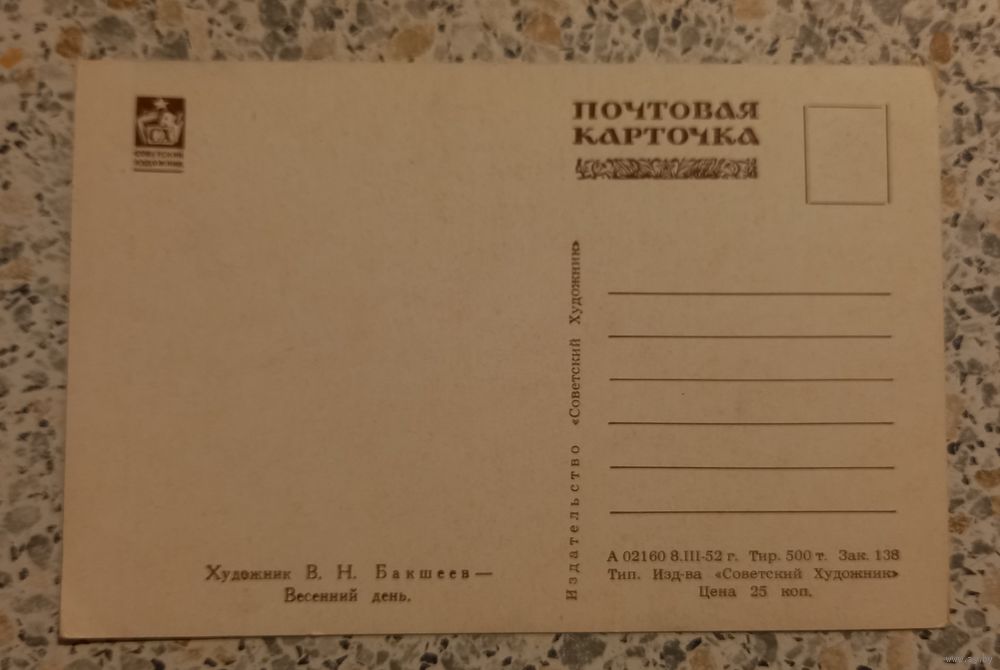 СХ
СОВЕТСКИЙ
ХУДОЖНИК
ПОЧТОВАЯ
КАРТОЧКА
Издательство «Советский Художник»
Художник В. Н. Бакшеев —
Весенний день.
А 02160 8.III-52 г. Тир. 500 т. Зак. 138
Тип. Изд-ва «Советский Художник»
Цена 25 коп.